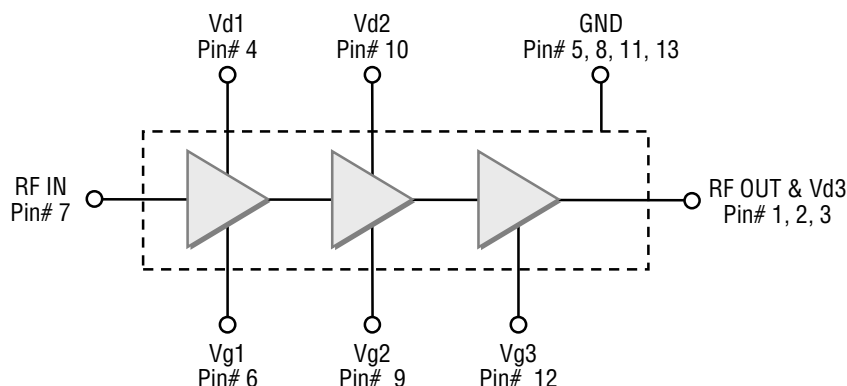 Vd1
Pin# 4
Vd2
Pin# 10
GND
Pin# 5, 8, 11, 13
RF IN
Pin# 7
RF OUT & Vd3
Pin# 1, 2, 3
Vg1
Pin# 6
Vg2
Pin# 9
Vg3
Pin# 12